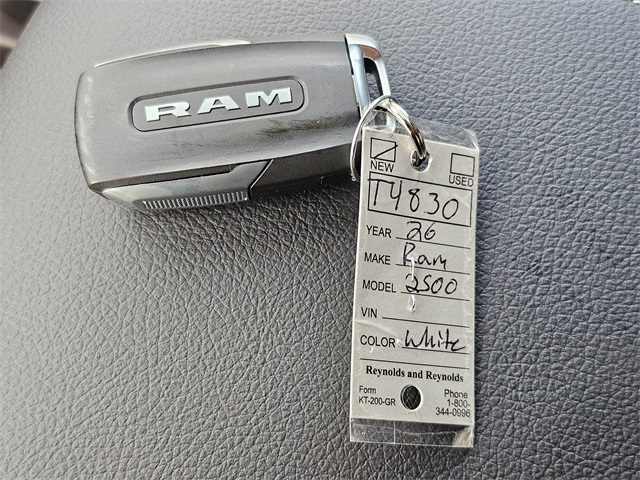 RAM
NEW
USED
T4830
YEAR 26
MAKE Ram
MODEL 2500
VIN
COLOR White
Reynolds and Reynolds
Form
KT-200-GR
Phone
1-800-
344-0996